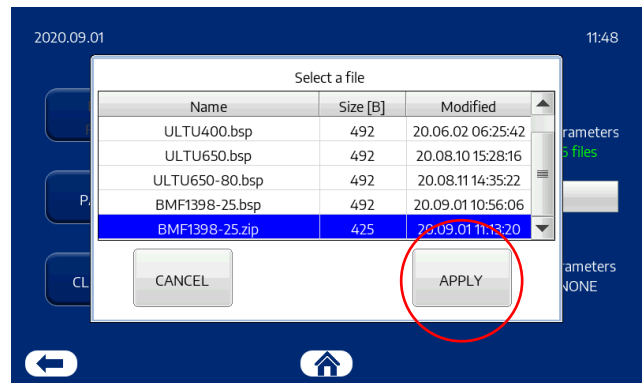 2020.09.01 11:48
Select a file
Name Size [B] Modified
ULTU400.bsp 492 20.06.02 06:25:42
ULTU650.bsp 492 20.08.10 15:28:16
ULTU650-80.bsp 492 20.08.11 14:35:22
BMF1398-25.bsp 492 20.09.01 10:56:06
BMF1398-25.zip 425 20.09.01 11:13:20
CANCEL APPLY
rameters
files
P
CL
rameters
NONE